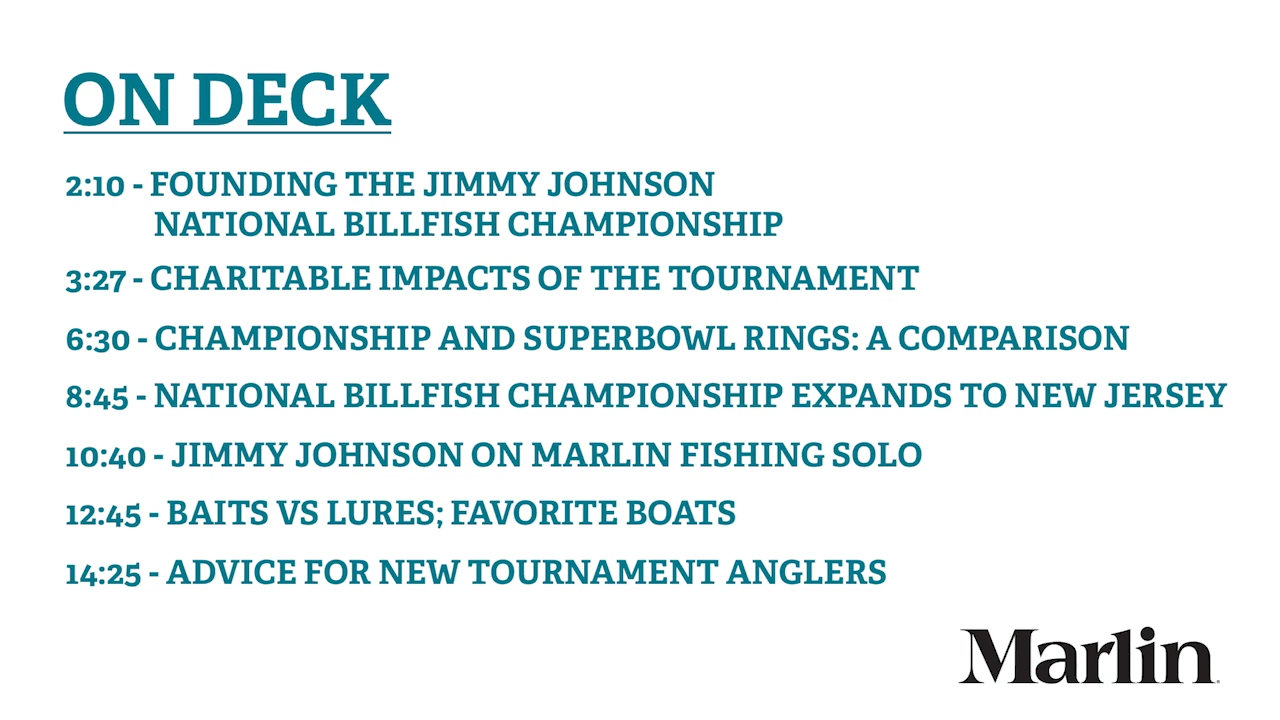 ON DECK
2:10 - FOUNDING THE JIMMY JOHNSON
NATIONAL BILLFISH CHAMPIONSHIP
3:27 - CHARITABLE IMPACTS OF THE TOURNAMENT
6:30 - CHAMPIONSHIP AND SUPERBOWL RINGS: A COMPARISON
8:45 - NATIONAL BILLFISH CHAMPIONSHIP EXPANDS TO NEW JERSEY
10:40 - JIMMY JOHNSON ON MARLIN FISHING SOLO
12:45 - BAITS VS LURES; FAVORITE BOATS
14:25 - ADVICE FOR NEW TOURNAMENT ANGLERS
Marlin